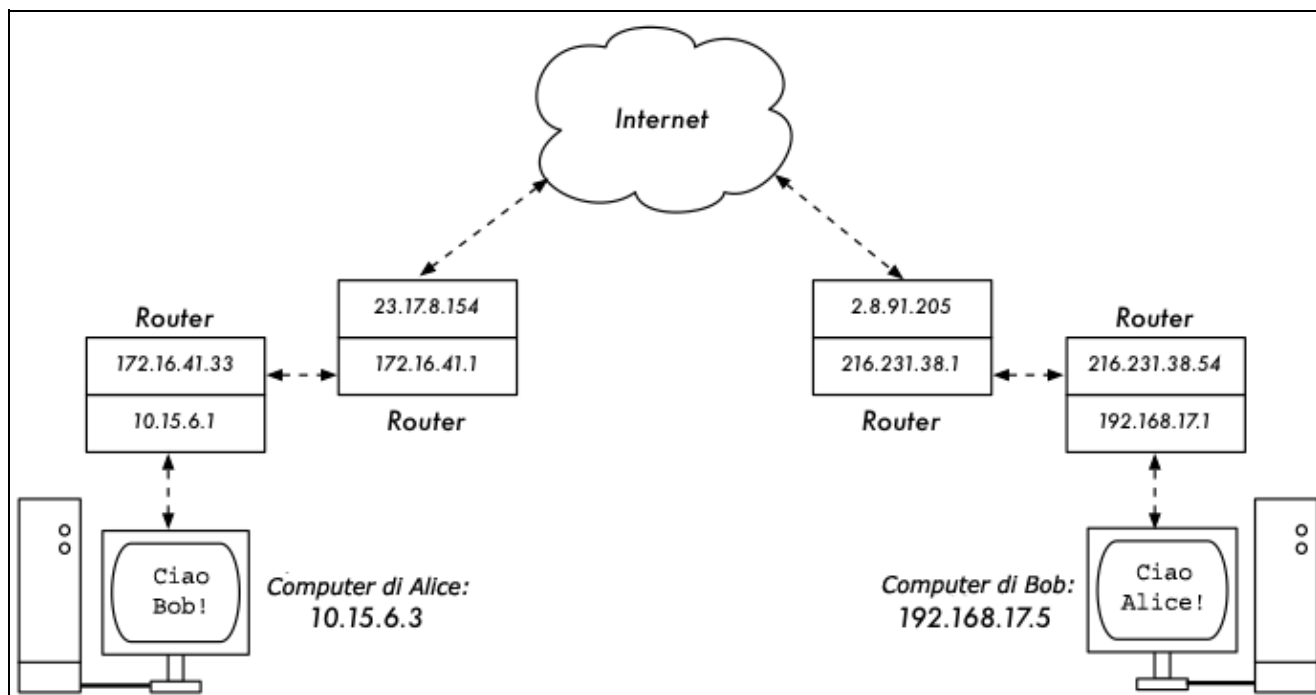 Internet
23.17.8.154
172.16.41.1
Router
Router
172.16.41.33
10.15.6.1
2.8.91.205
216.231.38.1
Router
Router
216.231.38.54
192.168.17.1
Ciao
Bob!
Computer di Alice:
10.15.6.3
Computer di Bob:
192.168.17.5
Ciao
Alice!